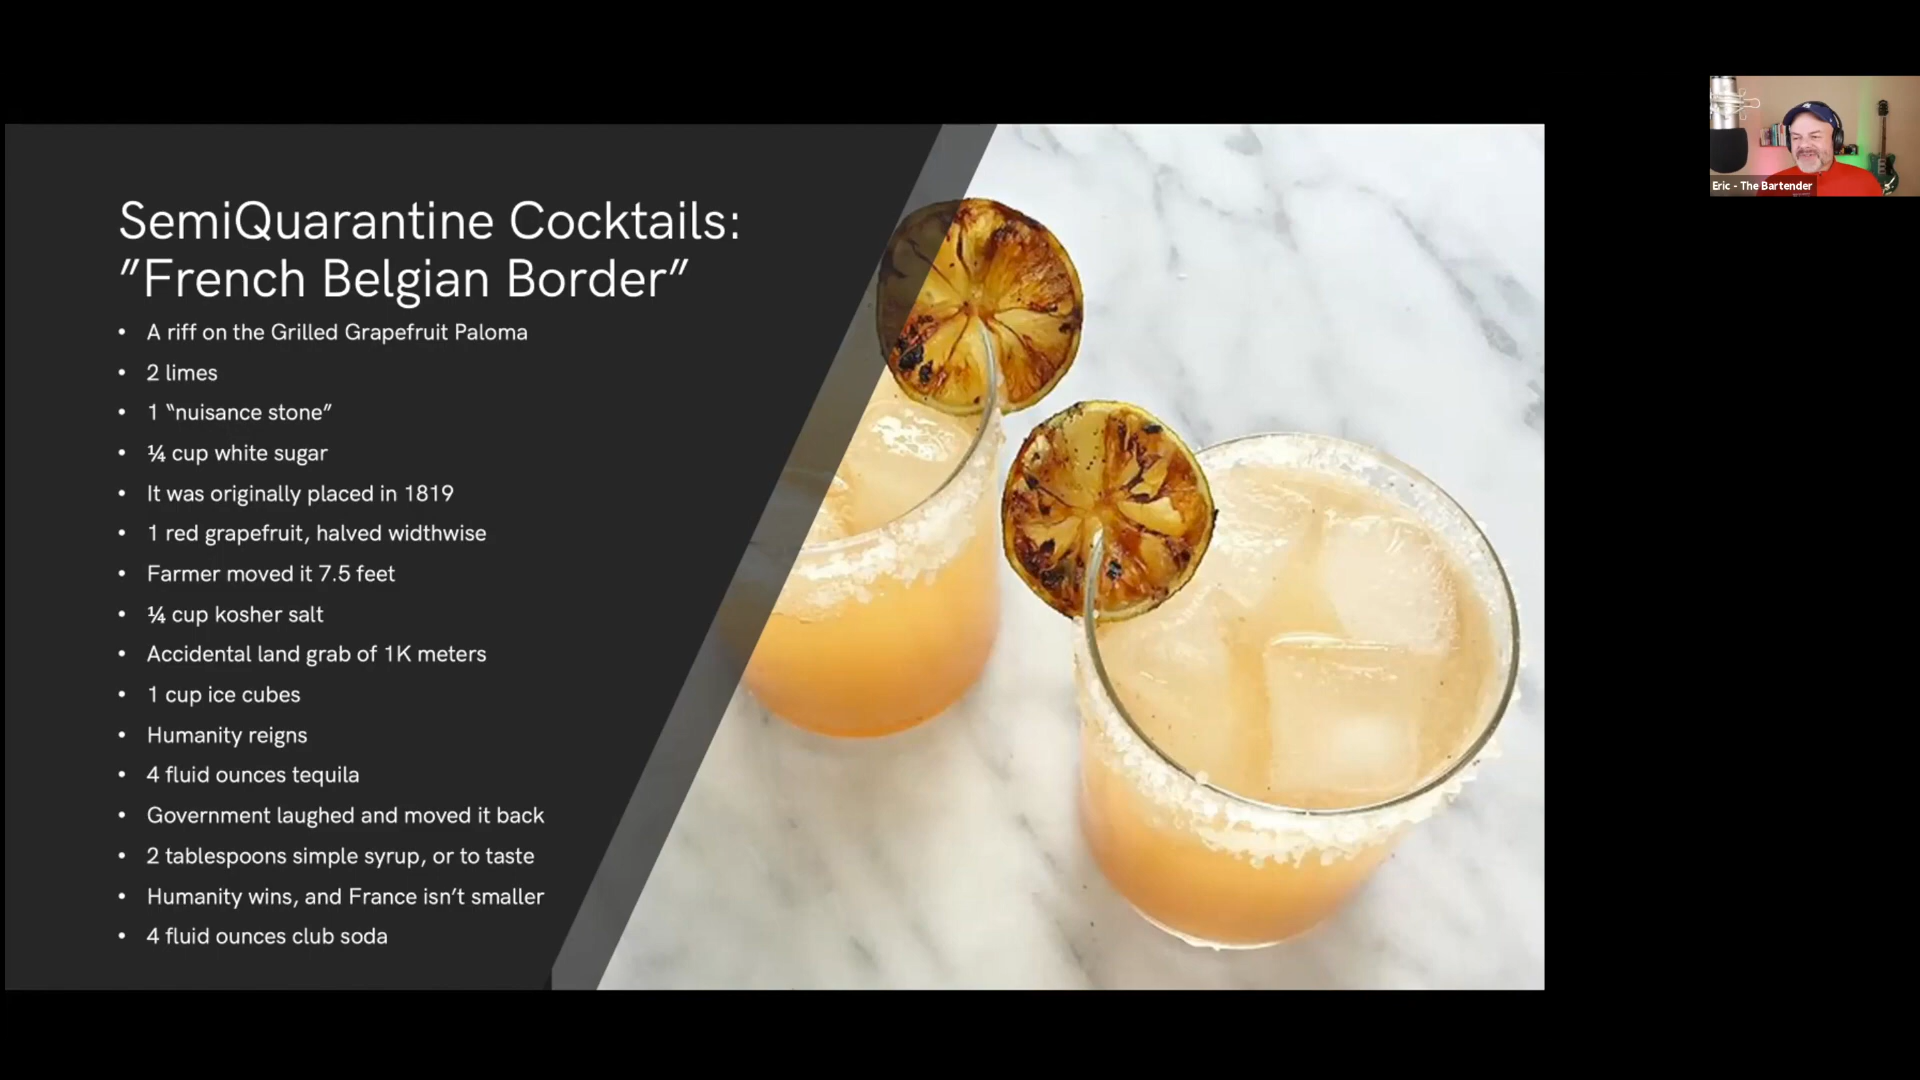 SemiQuarantine Cocktails:
”French Belgian Border”
• A riff on the Grilled Grapefruit Paloma
• 2 limes
• 1 “nuisance stone”
• ¼ cup white sugar
• It was originally placed in 1819
• 1 red grapefruit, halved widthwise
• Farmer moved it 7.5 feet
• ¼ cup kosher salt
• Accidental land grab of 1K meters
• 1 cup ice cubes
• Humanity reigns
• 4 fluid ounces tequila
• Government laughed and moved it back
• 2 tablespoons simple syrup, or to taste
• Humanity wins, and France isn’t smaller
• 4 fluid ounces club soda
Eric - The Bartender